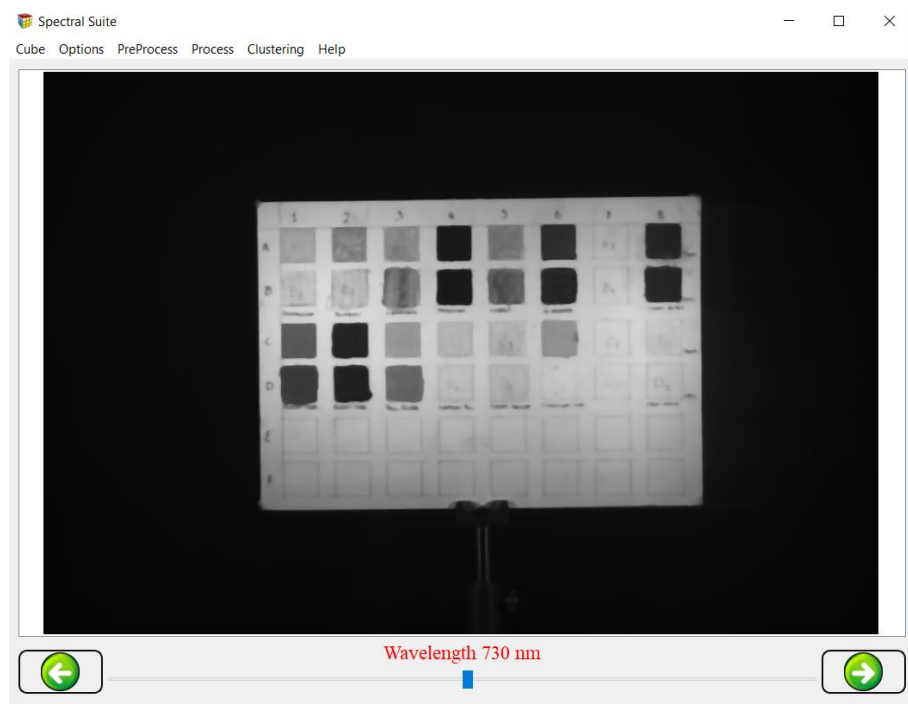 Spectral Suite
Cube Options PreProcess Process Clustering Help
1 2 3 4 5 6 7 8
A
B
C
D
E
F
Wavelength 730 nm